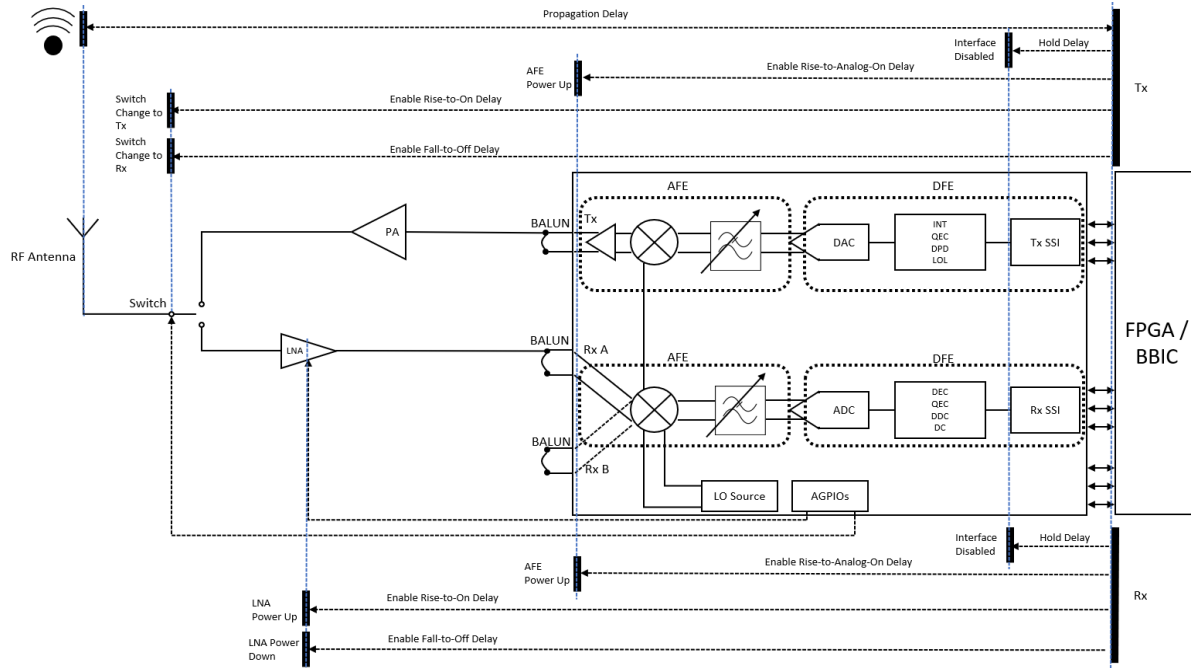 Propagation Delay
Interface
Disabled
Hold Delay
AFE
Power Up
Enable Rise-to-Analog-On Delay
Tx
Switch
Change to
Tx
Enable Rise-to-On Delay
Switch
Change to
Rx
Enable Fall-to-Off Delay
RF Antenna
Switch
PA
BALUN
Tx
AFE
DFE
DAC
INT
QEC
DPD
LOL
Tx SSI
FPGA /
BBIC
LNA
BALUN
Rx A
AFE
DFE
ADC
DEC
QEC
DDC
DC
Rx SSI
BALUN
Rx B
LO Source
AGPIOs
Interface
Disabled
Hold Delay
AFE
Power Up
Enable Rise-to-Analog-On Delay
Rx
LNA
Power Up
Enable Rise-to-On Delay
LNA Power
Down
Enable Fall-to-Off Delay